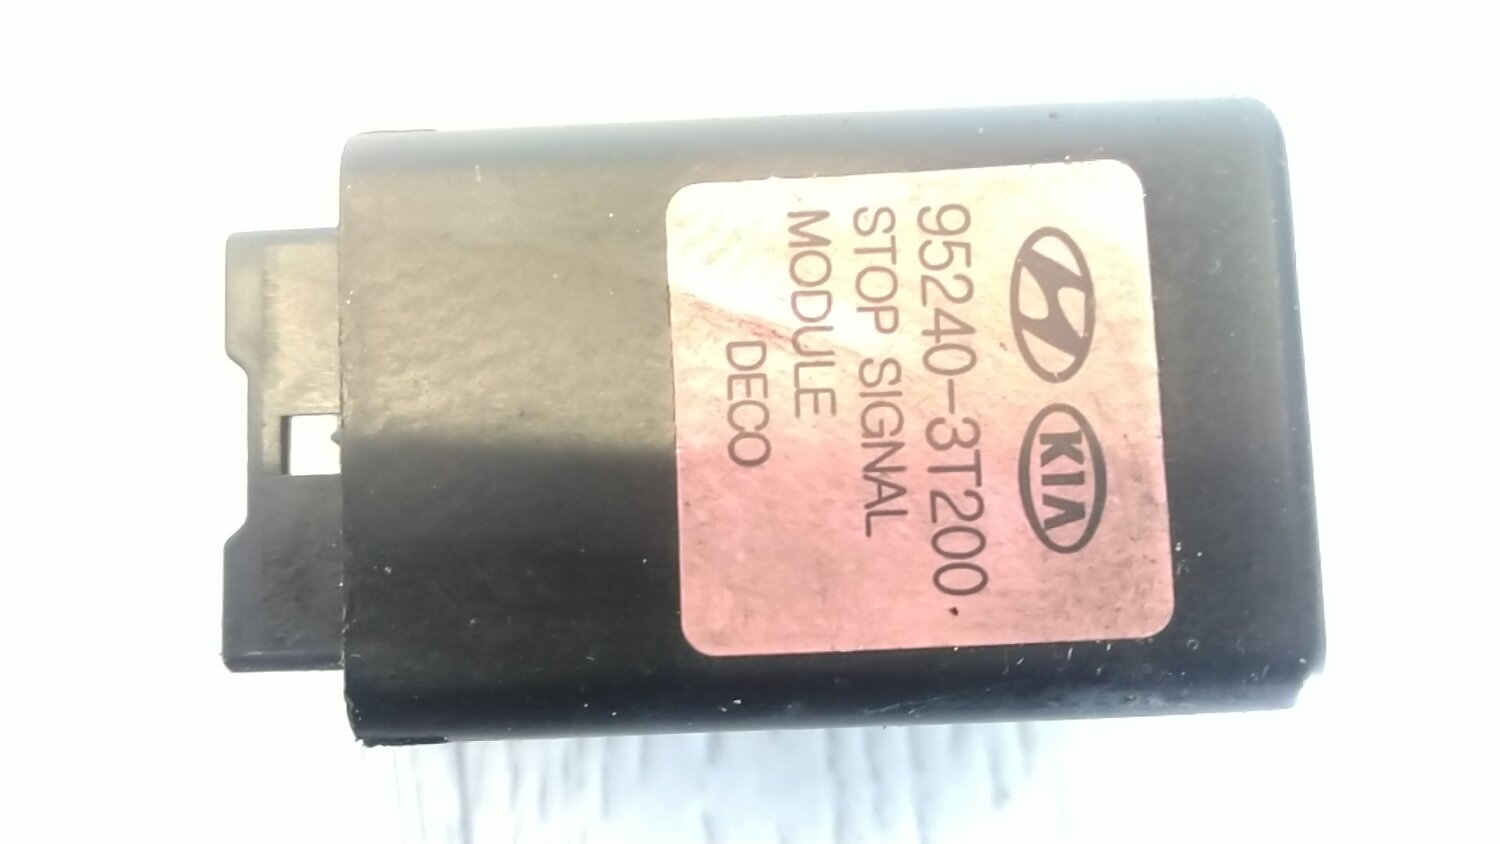 KIA
95240-3T200
STOP SIGNAL
MODULE
DECO